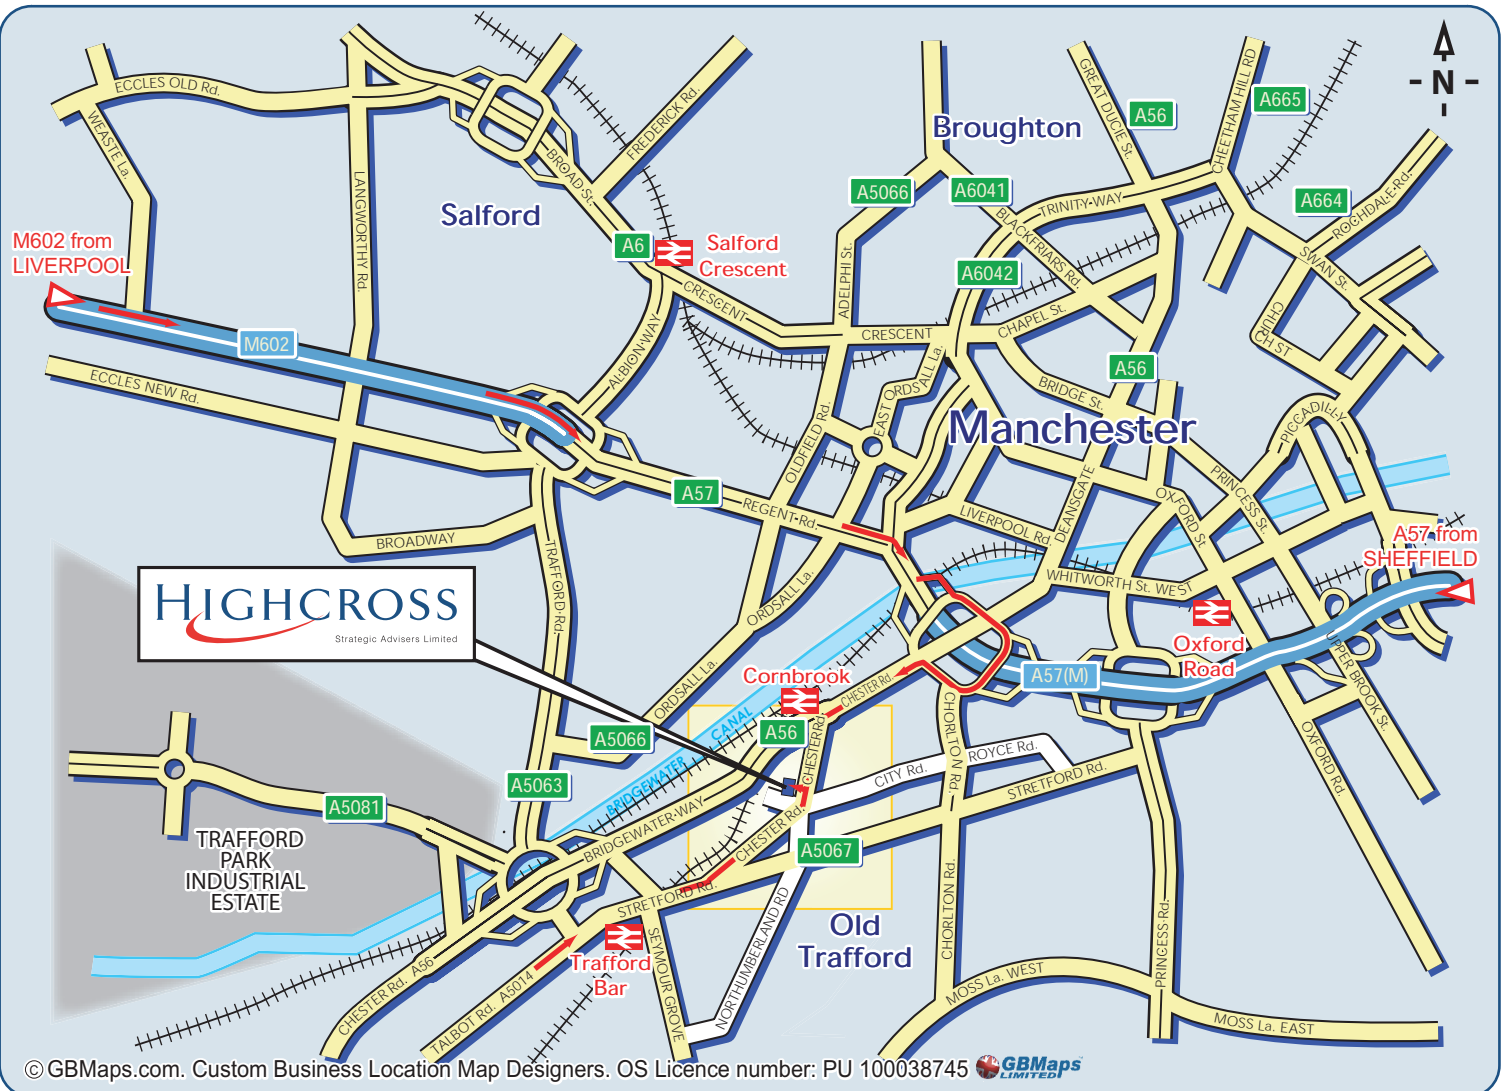 N
ECCLES OLD Rd.
WEASTE La.
LANGWORTHY Rd.
BROAD St.
FREDERICK Rd.
Salford
A6
Salford
Crescent
Broughton
A5066
A6041
GREAT DUCIE St.
A56
CHEETHAM HILL RD
A665
A664
ROCHDALE Rd.
TRINITY WAY
BLACKFRIARS Rd.
SWAN St.
CHURCH ST
M602 from
LIVERPOOL
M602
ECCLES NEW Rd.
ALBION WAY
CRESCENT
CRESCENT
ADELPHI St.
A6042
CHAPEL St.
A56
BRIDGE St.
EAST ORDSALL La.
OLDFIELD Rd.
Manchester
PICCADILLY
PRINCESS St.
OXFORD St
DEANSGATE
LIVERPOOL Rd.
A57
REGENT Rd.
BROADWAY
TRAFFORD Rd.
ORDSALL La.
ORDSALL La.
WHITWORTH St. WEST
A57 from
SHEFFIELD
Oxford
Road
A57(M)
UPPER BROOK St.
OXFORD Rd.
HIGHCROSS
Strategic Advisers Limited
Cornbrook
CHESTER Rd
A56
CHESTER Rd.
BRIDGEWATER CANAL
A5066
A5063
A5081
TRAFFORD
PARK
INDUSTRIAL
ESTATE
BRIDGEWATER WAY
CHESTER Rd.
CITY Rd.
ROYCE Rd.
STRETFORD Rd.
CHORLTON Rd.
CHORLTON Rd.
A5067
STRETFORD Rd.
Old
Trafford
Trafford
Bar
SEYMOUR GROVE
NORTHUMBERLAND RD
CHESTER Rd. A56
TALBOT Rd. A5014
PRINCESS Rd.
MOSS La. WEST
MOSS La. EAST
© GBMaps.com. Custom Business Location Map Designers. OS Licence number: PU 100038745
GBMaps
LIMITED